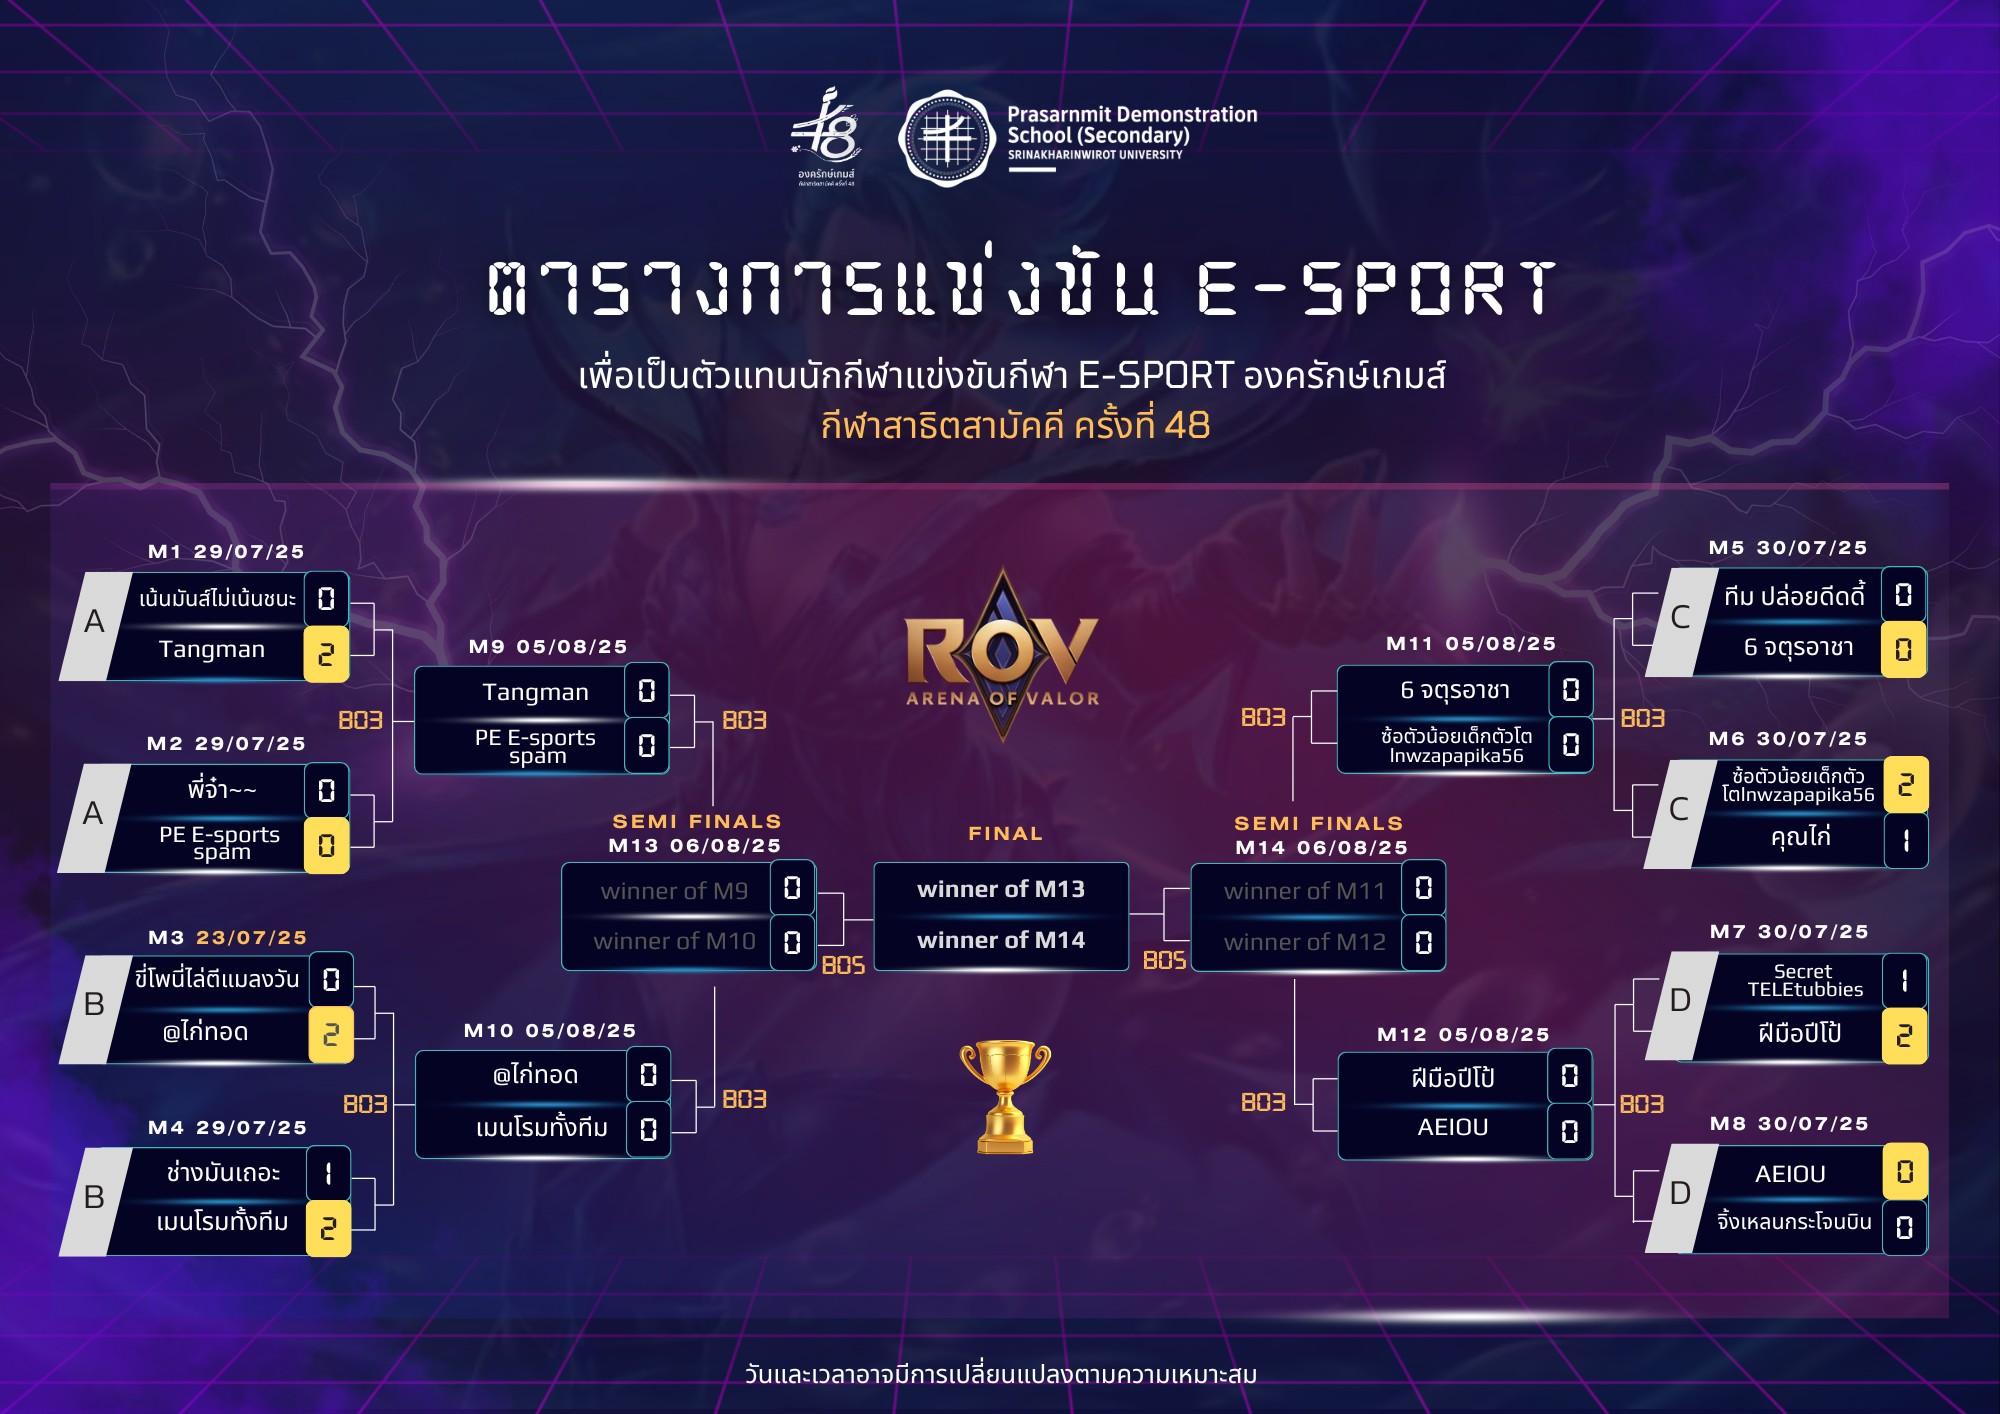 องครักษ์เกมส์
กีฬาสาธิตสามัคคี ครั้งที่ 48
Prasarnmit Demonstration
School (Secondary)
SRINAKHARINWIROT UNIVERSITY
ตารางการแข่งขัน E-SPORT
เพื่อเป็นตัวแทนนักกีฬาแข่งขันกีฬา E-SPORT องครักษ์เกมส์
กีฬาสาธิตสามัคคี ครั้งที่ 48
M1 29/07/25
A
เน้นมันส์ไม่เน้นชนะ 0
Tangman 2
M2 29/07/25
A
พี่จ๋า~~ 0
PE E-sports
spam 0
BO3
M9 05/08/25
Tangman 0
PE E-sports
spam 0
BO3
M3 23/07/25
B
ขี่โพนี่ไล่ตีแมลงวัน 0
@ไก่ทอด 2
M4 29/07/25
B
ช่างมันเถอะ 1
เมนโรมทั้งทีม 2
BO3
M10 05/08/25
@ไก่ทอด 0
เมนโรมทั้งทีม 0
BO3
SEMI FINALS
M13 06/08/25
winner of M9 0
winner of M10 0
BO5
ROV
ARENA OF VALOR
FINAL
winner of M13
winner of M14
SEMI FINALS
M14 06/08/25
winner of M11 0
winner of M12 0
BO5
M11 05/08/25
6 จตุรอาชา 0
ซ้อตัวน้อยเด็กตัวโต
lnwzapapika56 0
BO3
BO3
M12 05/08/25
ฝีมือปีโป้ 0
AEIOU 0
BO3
BO3
M5 30/07/25
C
ทีม ปล่อยดีดดี้ 0
6 จตุรอาชา 0
M6 30/07/25
C
ซ้อตัวน้อยเด็กตัว
โตlnwzapapika56 2
คุณไก่ 1
M7 30/07/25
D
Secret
TELEtubbies 1
ฝีมือปีโป้ 2
M8 30/07/25
D
AEIOU 0
จิ้งเหลนกระโจนบิน 0
วันและเวลาอาจมีการเปลี่ยนแปลงตามความเหมาะสม